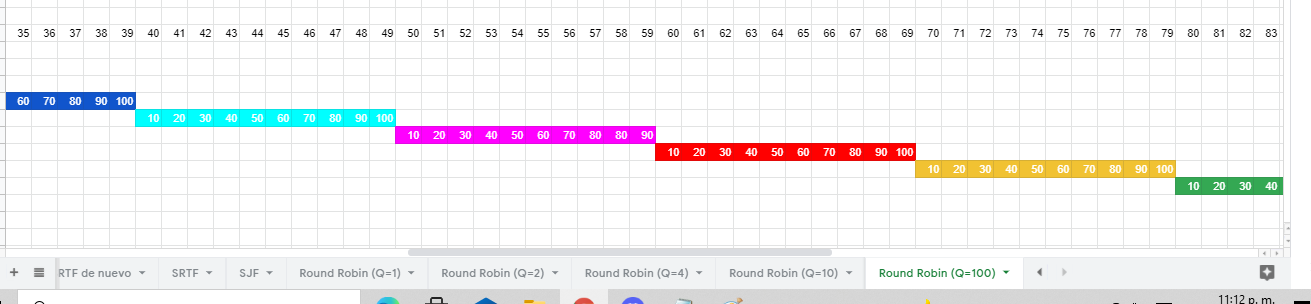 35 36 37 38 39 40 41 42 43 44 45 46 47 48 49 50 51 52 53 54 55 56 57 58 59 60 61 62 63 64 65 66 67 68 69 70 71 72 73 74 75 76 77 78 79 80 81 82 83
60 70 80 90 100
10 20 30 40 50 60 70 80 90 100
10 20 30 40 50 60 70 80 80 90
10 20 30 40 50 60 70 80 90 100
10 20 30 40 50 60 70 80 90 100
10 20 30 40
RTF de nuevo SRTF SJF Round Robin (Q=1) Round Robin (Q=2) Round Robin (Q=4) Round Robin (Q=10) Round Robin (Q=100)
11:12 p. m.